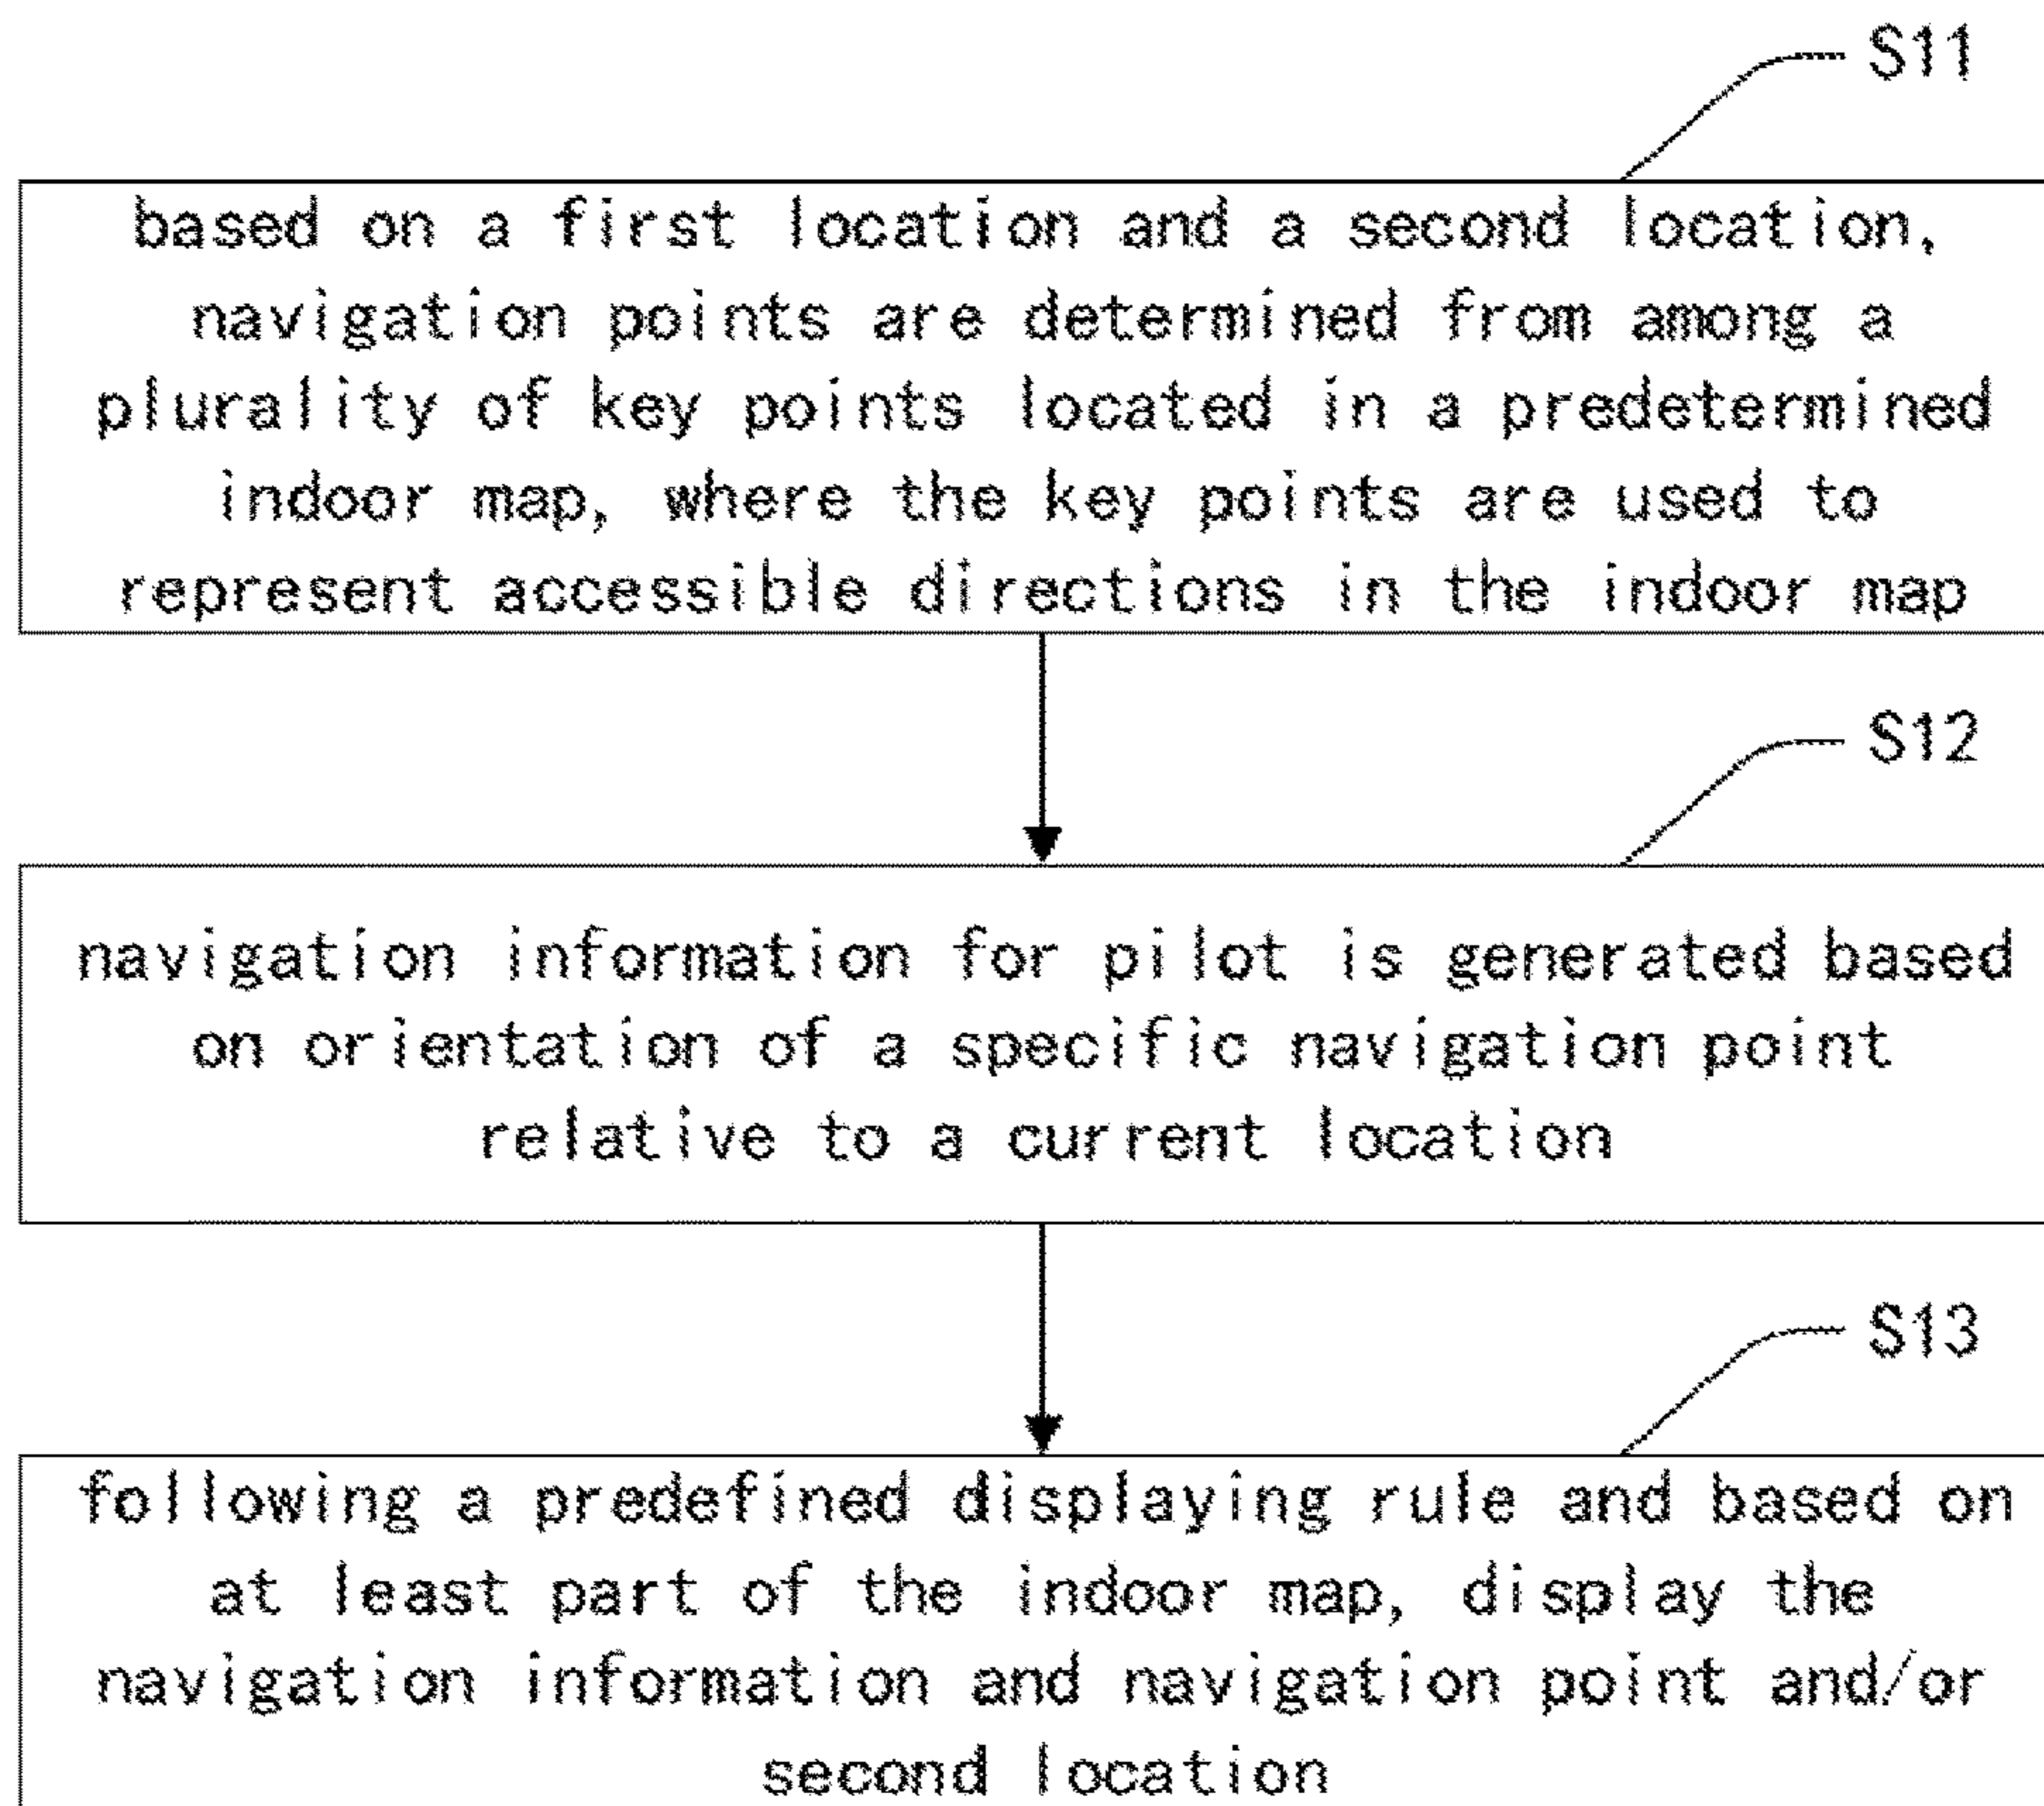 S11
based on a first location and a second location,
navigation points are determined from among a
plurality of key points located in a predetermined
indoor map, where the key points are used to
represent accessible directions in the indoor map
S12
navigation information for pilot is generated based
on orientation of a specific navigation point
relative to a current location
S13
following a predefined displaying rule and based on
at least part of the indoor map, display the
navigation information and navigation point and/or
second location